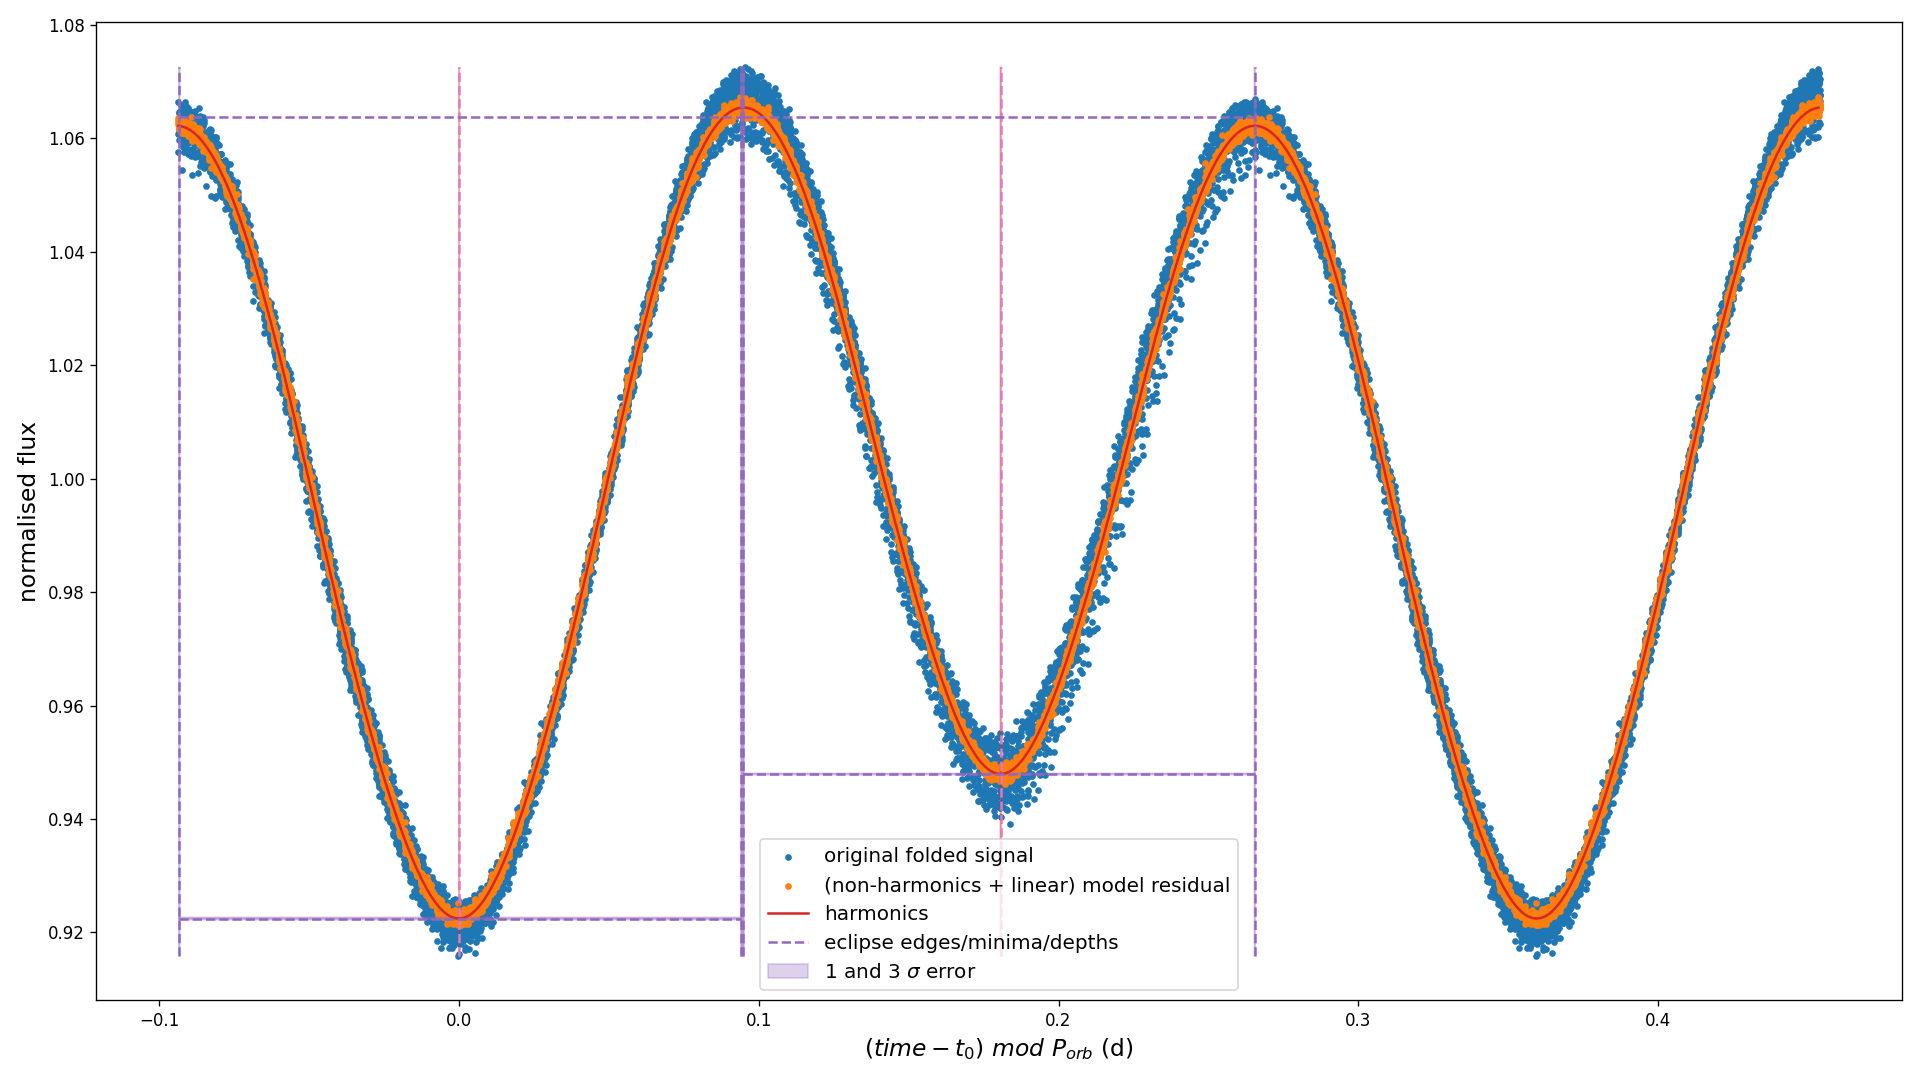 1.08
1.06
1.04
1.02
1.00
0.98
0.96
0.94
0.92
normalised flux
original folded signal
(non-harmonics + linear) model residual
harmonics
eclipse edges/minima/depths
1 and 3 σ error
−0.1 0.0 0.1 0.2 0.3 0.4
(time − t₀) mod P_orb (d)